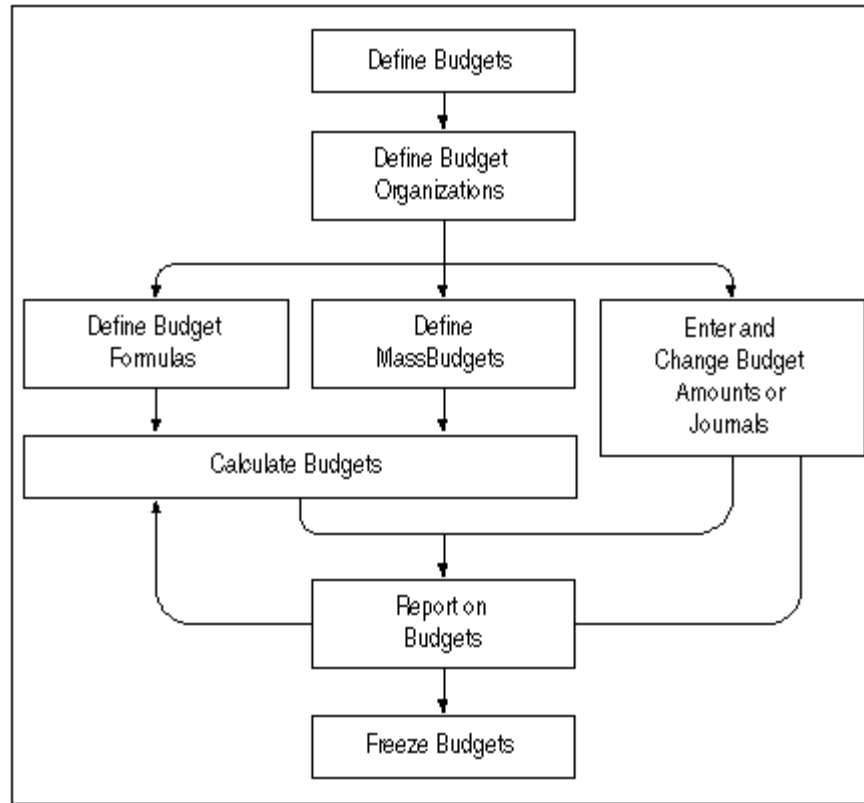 Define Budgets
Define Budget
Organizations
Define Budget
Formulas
Define
MassBudgets
Enter and
Change Budget
Amounts or
Journals
Calculate Budgets
Report on
Budgets
Freeze Budgets